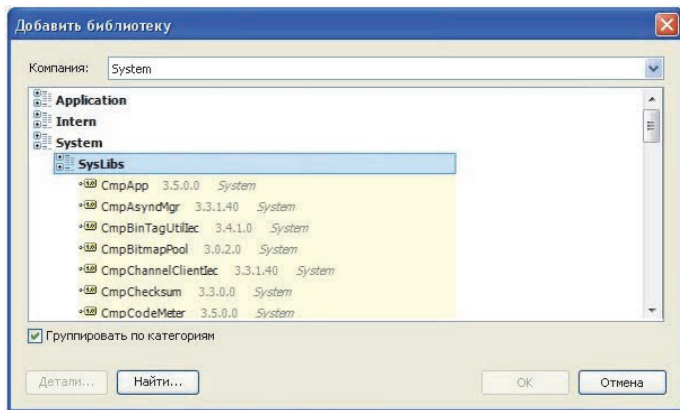 Добавить библиотеку
Компания: System
Application
Intern
System
SysLibs
CmpApp 3.5.0.0 System
CmpAsyncMgr 3.3.1.40 System
CmpBinTagUtilIec 3.4.1.0 System
CmpBitmapPool 3.0.2.0 System
CmpChannelClientIec 3.3.1.40 System
CmpChecksum 3.3.0.0 System
CmpCodeMeter 3.5.0.0 System
Группировать по категориям
Детали... Найти... OK Отмена